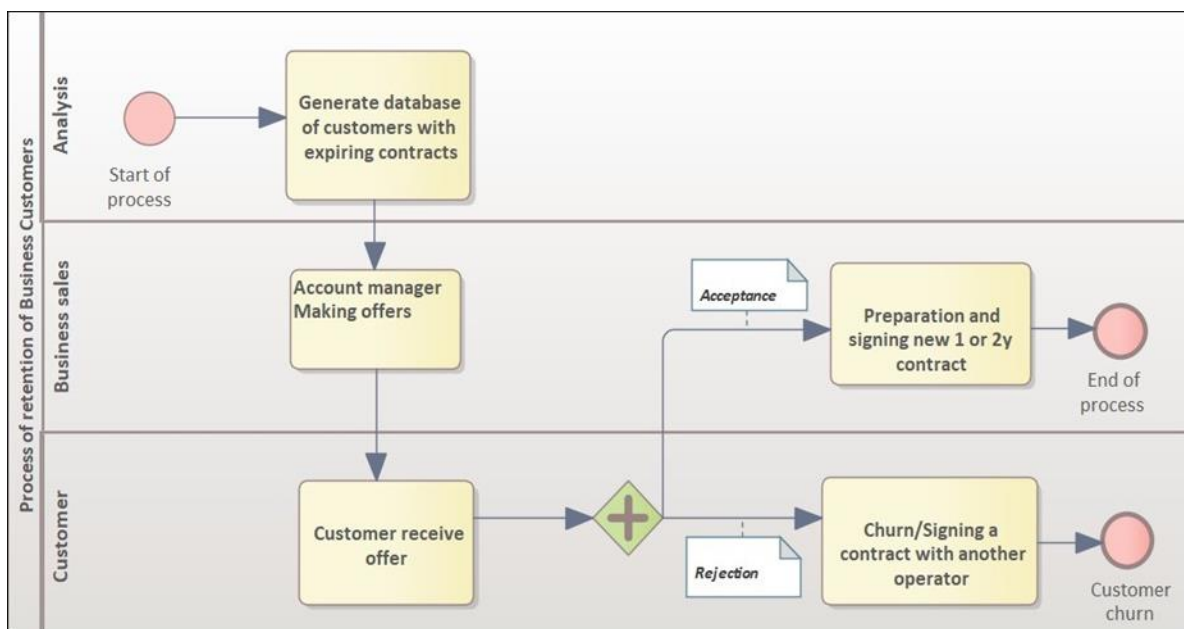 Process of retention of Business Customers
Analysis
Start of
process
Generate database
of customers with
expiring contracts
Business sales
Account manager
Making offers
Acceptance
Preparation and
signing new 1 or 2y
contract
End of
process
Customer
Customer receive
offer
Rejection
Churn/Signing a
contract with another
operator
Customer
churn